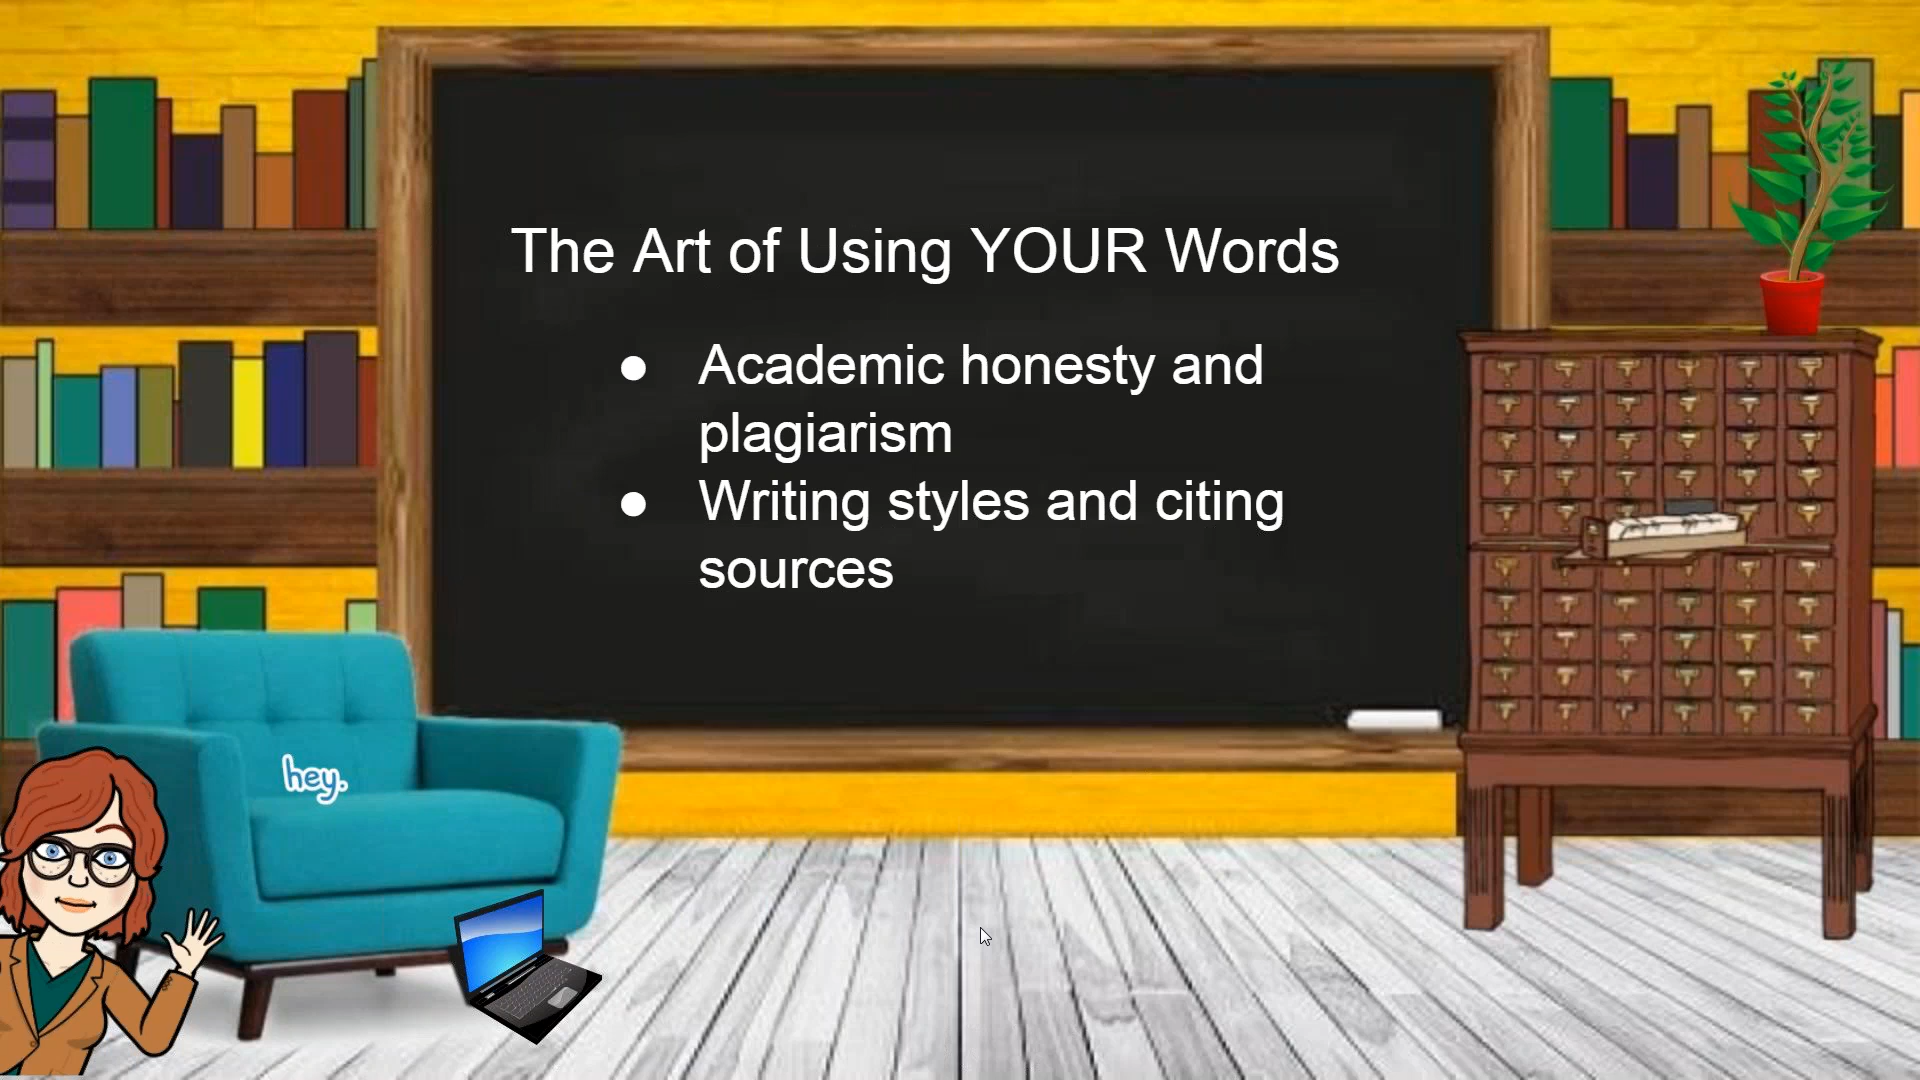 The Art of Using YOUR Words
● Academic honesty and
plagiarism
● Writing styles and citing
sources
hey.